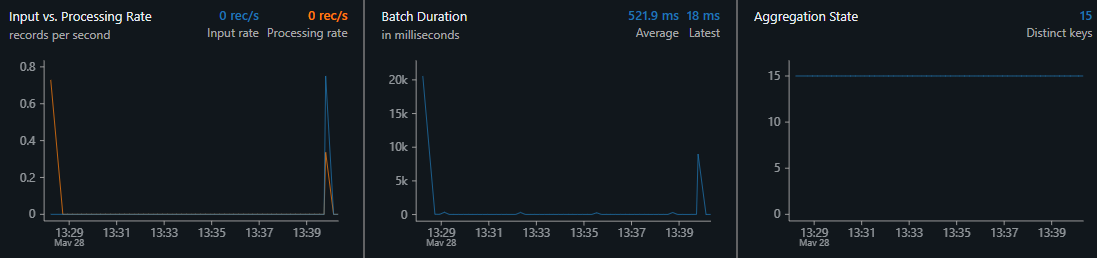 Input vs. Processing Rate
records per second
0 rec/s
Input rate
0 rec/s
Processing rate
0.8
0.6
0.4
0.2
0
13:29
May 28
13:31
13:33
13:35
13:37
13:39
Batch Duration
in milliseconds
521.9 ms
Average
18 ms
Latest
20k
15k
10k
5k
0
13:29
May 28
13:31
13:33
13:35
13:37
13:39
Aggregation State
15
Distinct keys
15
10
5
0
13:29
May 28
13:31
13:33
13:35
13:37
13:39